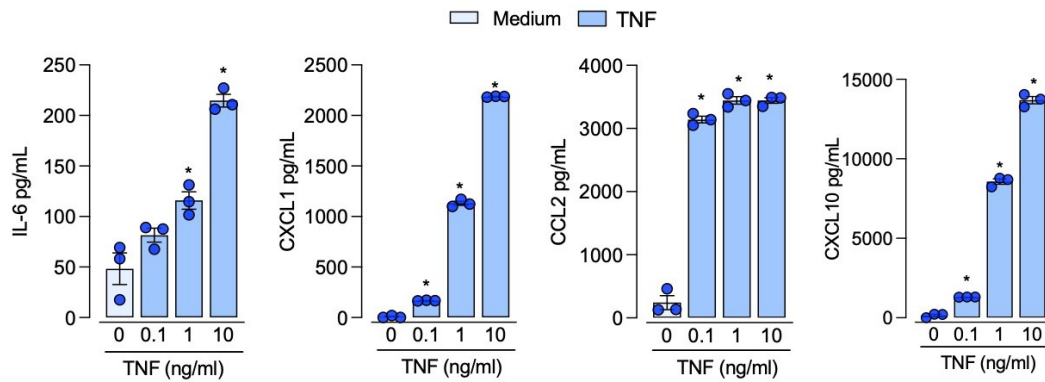 Medium TNF
IL-6 pg/mL
250
200
150
100
50
0
*
*
0 0.1 1 10
TNF (ng/ml)
CXCL1 pg/mL
2500
2000
1500
1000
500
0
*
*
*
0 0.1 1 10
TNF (ng/ml)
CCL2 pg/mL
4000
3000
2000
1000
0
*
*
*
0 0.1 1 10
TNF (ng/ml)
CXCL10 pg/mL
15000
10000
5000
0
*
*
*
0 0.1 1 10
TNF (ng/ml)